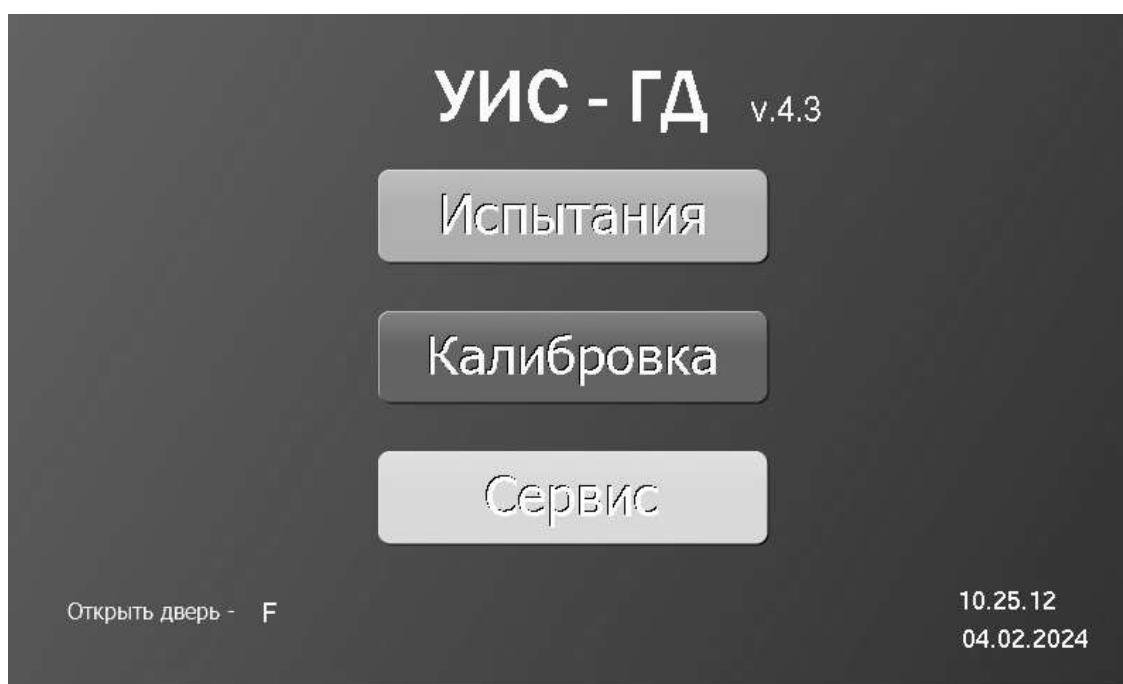 УИС - ГД v.4.3
Испытания
Калибровка
Сервис
Открыть дверь - F
10.25.12
04.02.2024